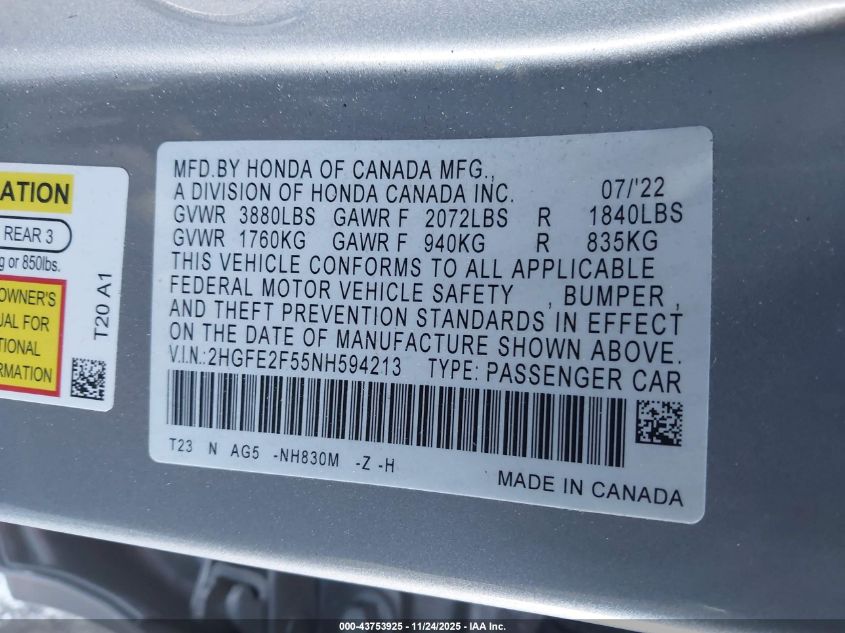 ATION
REAR 3
g or 850lbs.
OWNER'S
UAL FOR
TIONAL
ORMATION
T20 A1
MFD.BY HONDA OF CANADA MFG.,
A DIVISION OF HONDA CANADA INC. 07/'22
GVWR 3880LBS GAWR F 2072LBS R 1840LBS
GVWR 1760KG GAWR F 940KG R 835KG
THIS VEHICLE CONFORMS TO ALL APPLICABLE
FEDERAL MOTOR VEHICLE SAFETY , BUMPER ,
AND THEFT PREVENTION STANDARDS IN EFFECT
ON THE DATE OF MANUFACTURE SHOWN ABOVE.
V.I.N.:2HGFE2F55NH594213 TYPE: PASSENGER CAR
T23 N AG5 -NH830M -Z -H
MADE IN CANADA
000-43753925 - 11/24/2025 - IAA Inc.